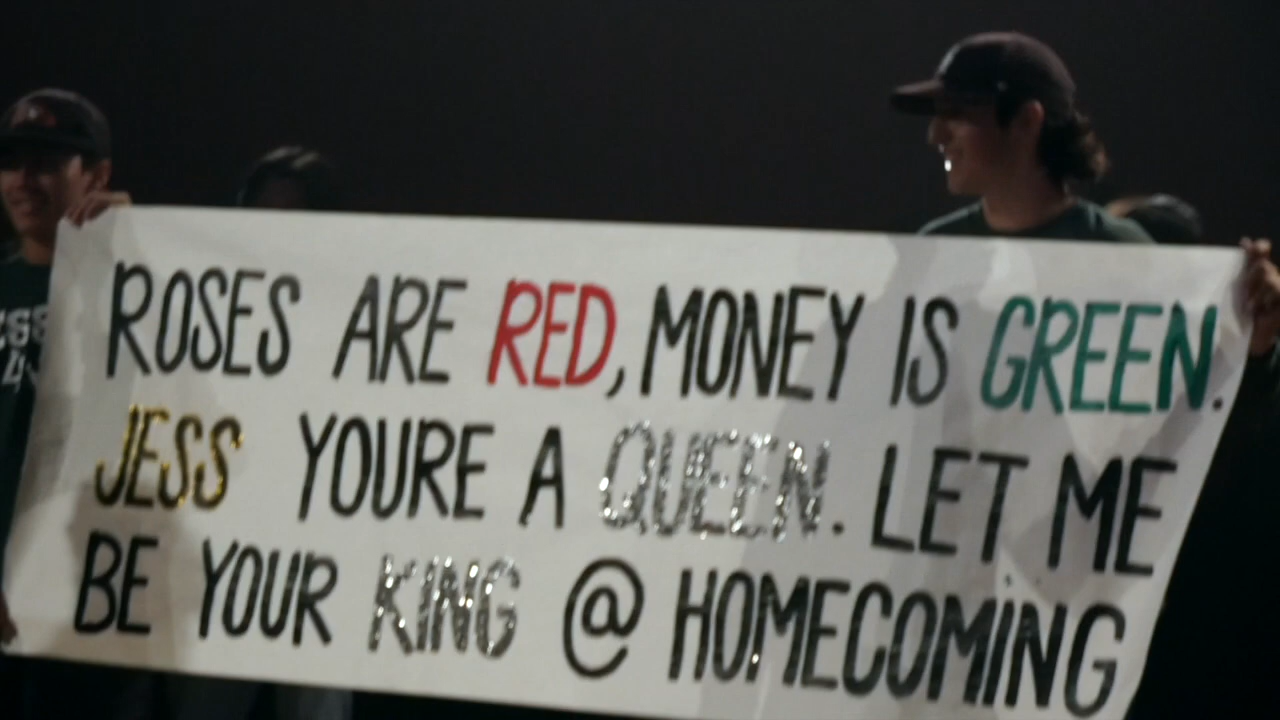 ROSES ARE RED, MONEY IS GREEN.
JESS YOURE A QUEEN. LET ME
BE YOUR KING @ HOMECOMING